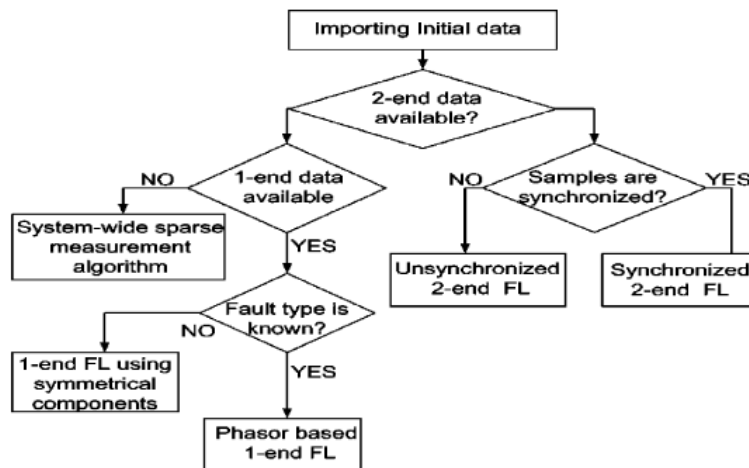 Importing Initial data
2-end data
available?
NO
1-end data
available
NO
Samples are
synchronized?
YES
System-wide sparse
measurement
algorithm
YES
Unsynchronized
2-end FL
Synchronized
2-end FL
Fault type is
known?
NO
1-end FL using
symmetrical
components
YES
Phasor based
1-end FL